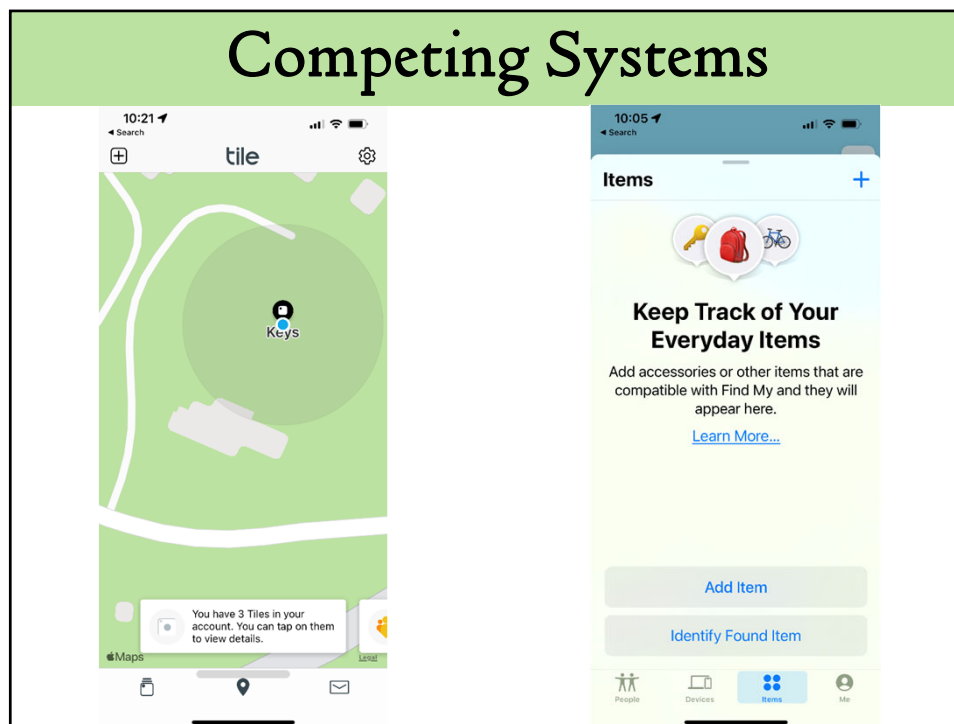 Competing Systems
10:21
◀ Search
tile
Keys
You have 3 Tiles in your
account. You can tap on them
to view details.
Maps
Legal
10:05
◀ Search
Items
+
Keep Track of Your
Everyday Items
Add accessories or other items that are
compatible with Find My and they will
appear here.
Learn More...
Add Item
Identify Found Item
People
Devices
Items
Me